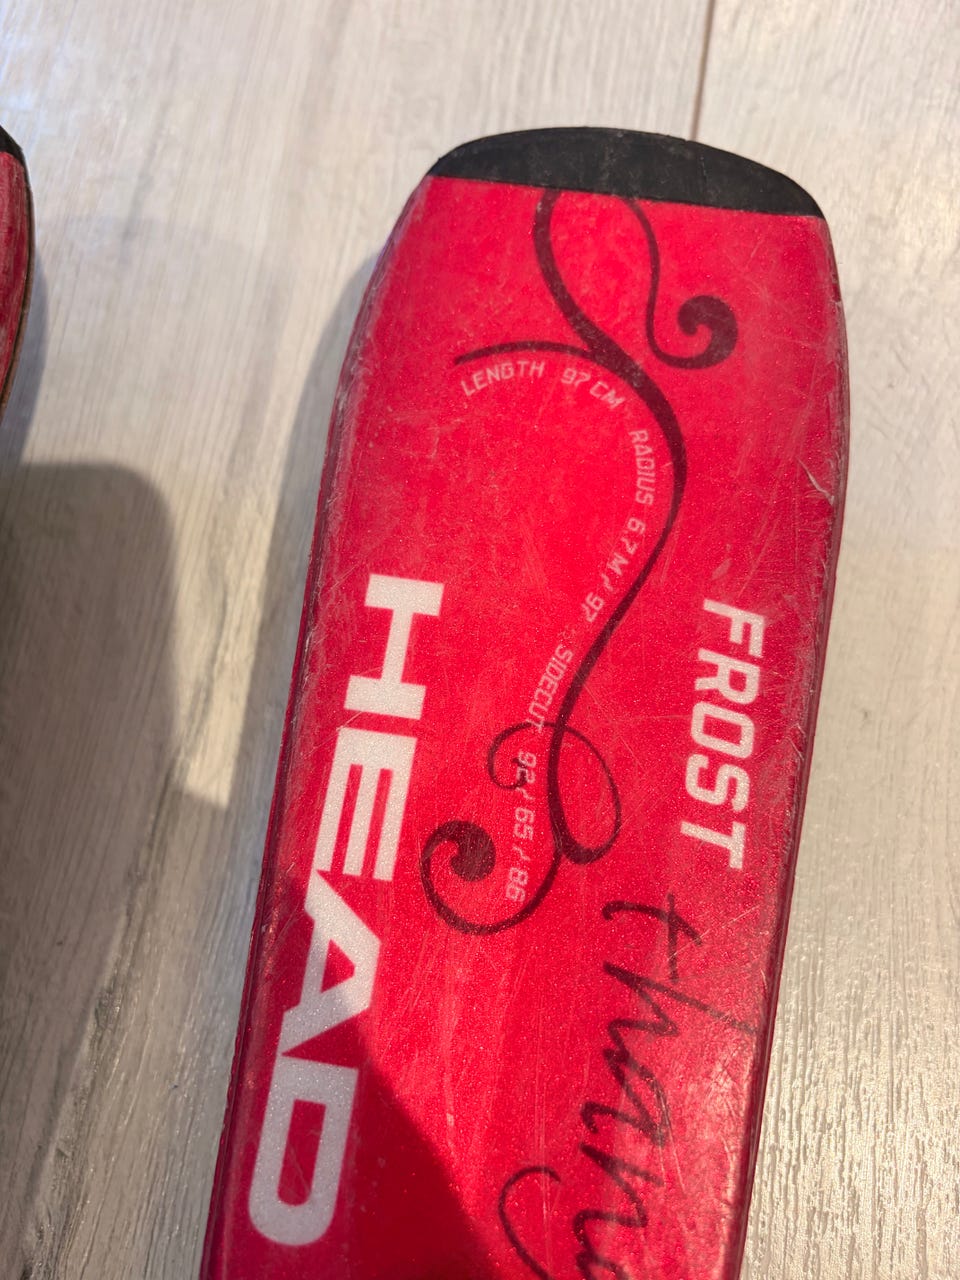 LENGTH 97 CM RADIUS 6.7 M / 97 SIDECUT 92 / 65 / 86
HEAD
FROST